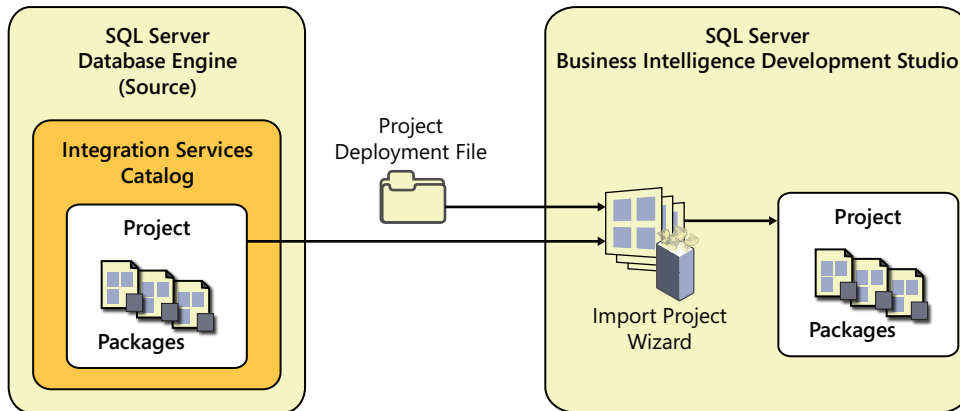 SQL Server
Database Engine
(Source)
Integration Services
Catalog
Project
Packages
Project
Deployment File
SQL Server
Business Intelligence Development Studio
Import Project
Wizard
Project
Packages